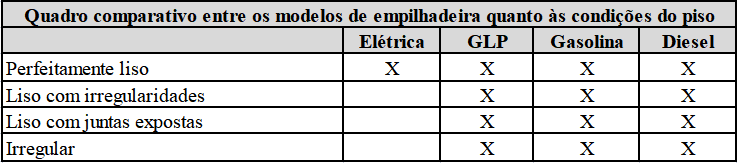 Quadro comparativo entre os modelos de empilhadeira quanto às condições do piso
Elétrica GLP Gasolina Diesel
Perfeitamente liso X X X X
Liso com irregularidades X X X
Liso com juntas expostas X X X
Irregular X X X